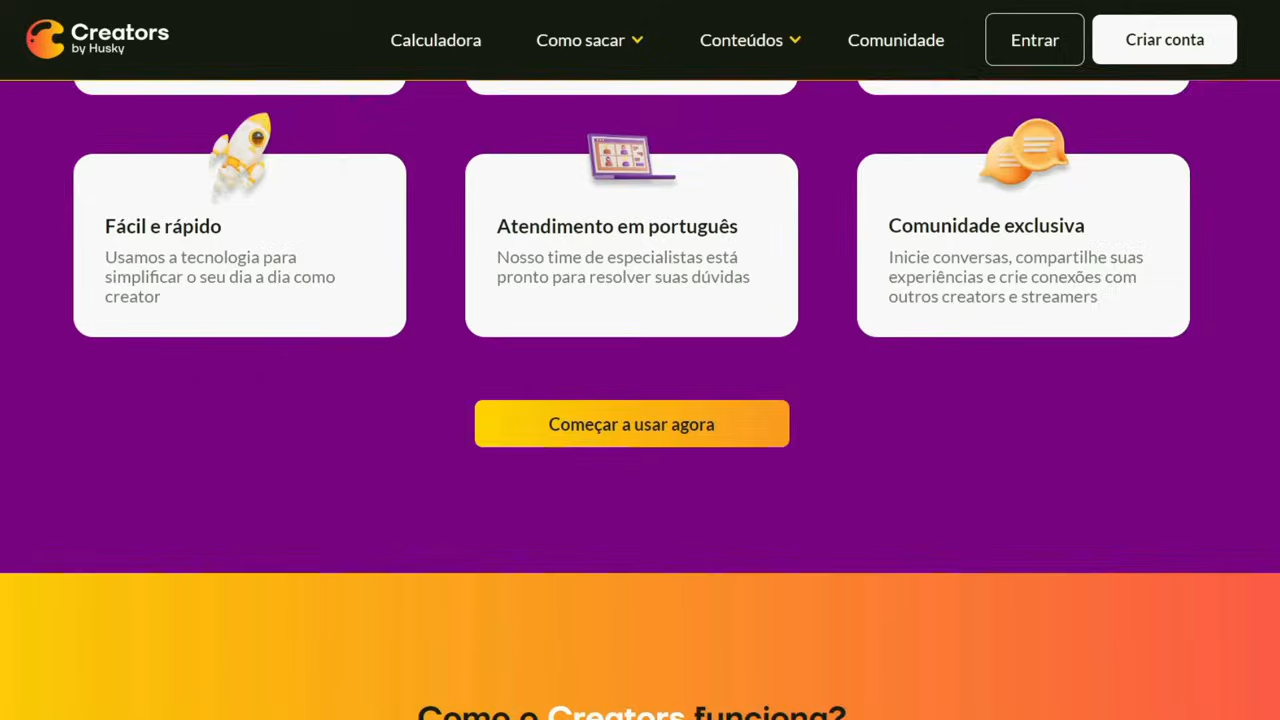 Creators
by Husky
Calculadora
Como sacar
Conteúdos
Comunidade
Entrar
Criar conta
Fácil e rápido
Usamos a tecnologia para
simplificar o seu dia a dia como
creator
Atendimento em português
Nosso time de especialistas está
pronto para resolver suas dúvidas
Comunidade exclusiva
Inicie conversas, compartilhe suas
experiências e crie conexões com
outros creators e streamers
Começar a usar agora
Como o Creators funciona?